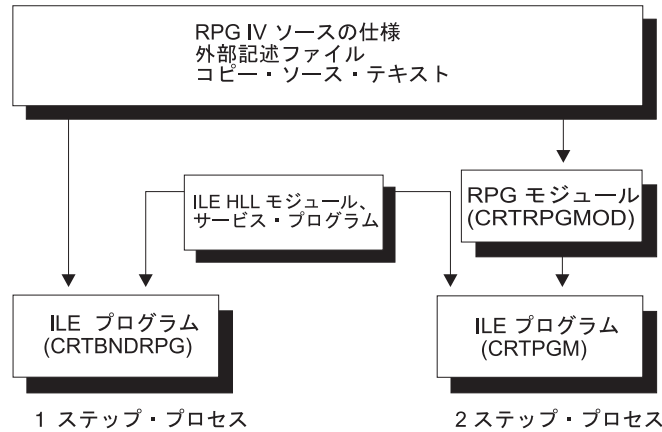 RPG IV ソースの仕様
外部記述ファイル
コピー・ソース・テキスト
ILE HLL モジュール、
サービス・プログラム
RPG モジュール
(CRTRPGMOD)
ILE プログラム
(CRTBNDRPG)
ILE プログラム
(CRTPGM)
1 ステップ・プロセス
2 ステップ・プロセス